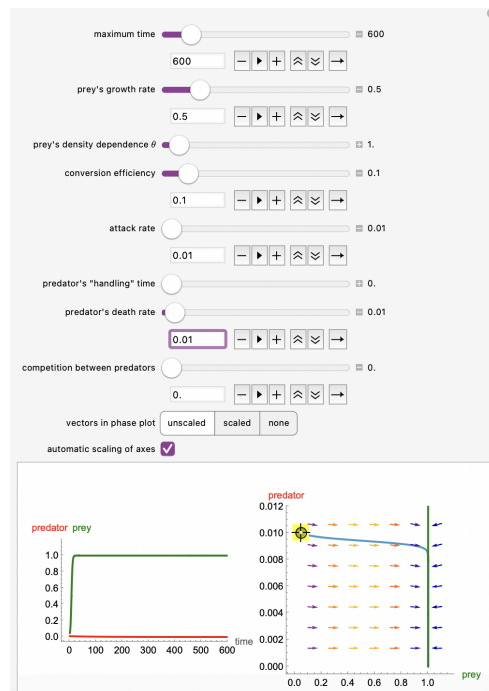 maximum time 600
600
prey's growth rate 0.5
0.5
prey's density dependence θ 1.
conversion efficiency 0.1
0.1
attack rate 0.01
0.01
predator's "handling" time 0.
predator's death rate 0.01
0.01
competition between predators 0.
0.
vectors in phase plot unscaled scaled none
automatic scaling of axes
predator prey
1.0
0.8
0.6
0.4
0.2
0.0
0 100 200 300 400 500 600
time
predator
0.012
0.010
0.008
0.006
0.004
0.002
0.000
0.0 0.2 0.4 0.6 0.8 1.0
prey